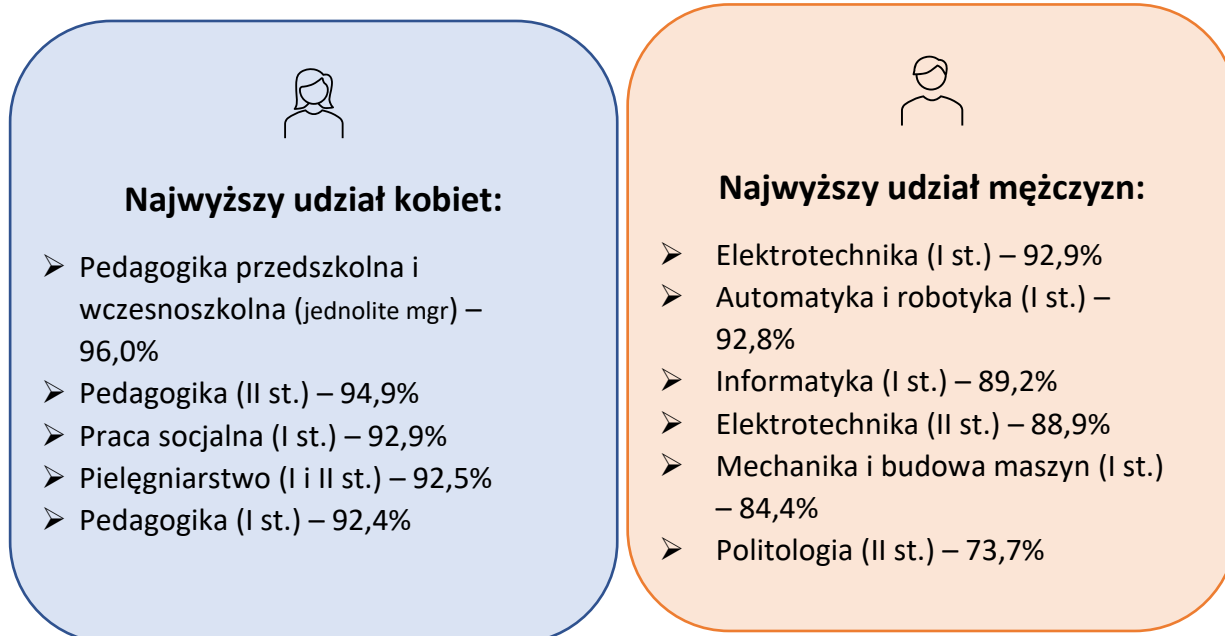 Najwyższy udział kobiet:
➢ Pedagogika przedszkolna i
wczesnoszkolna (jednolite mgr) –
96,0%
➢ Pedagogika (II st.) – 94,9%
➢ Praca socjalna (I st.) – 92,9%
➢ Pielęgniarstwo (I i II st.) – 92,5%
➢ Pedagogika (I st.) – 92,4%
Najwyższy udział mężczyzn:
➢ Elektrotechnika (I st.) – 92,9%
➢ Automatyka i robotyka (I st.) –
92,8%
➢ Informatyka (I st.) – 89,2%
➢ Elektrotechnika (II st.) – 88,9%
➢ Mechanika i budowa maszyn (I st.)
– 84,4%
➢ Politologia (II st.) – 73,7%